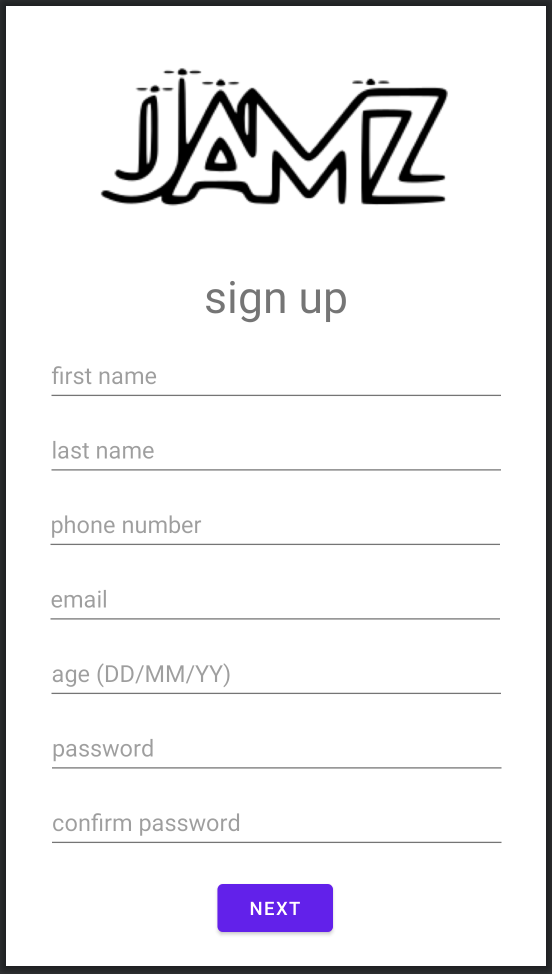 JAMZ
sign up
first name
last name
phone number
email
age (DD/MM/YY)
password
confirm password
NEXT